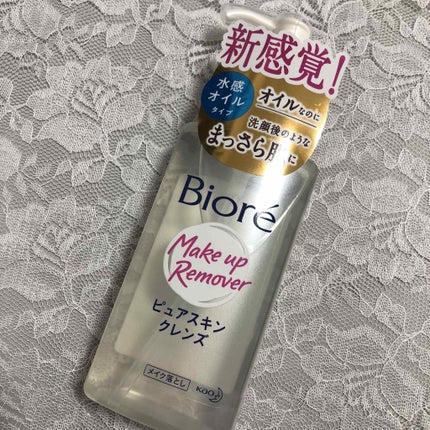 新感覚!
水感
オイル
タイプ
オイルなのに
洗顔後のような
まっさら肌に
Bioré
Make up
Remover
ピュアスキン
クレンズ
メイク落とし
Kao